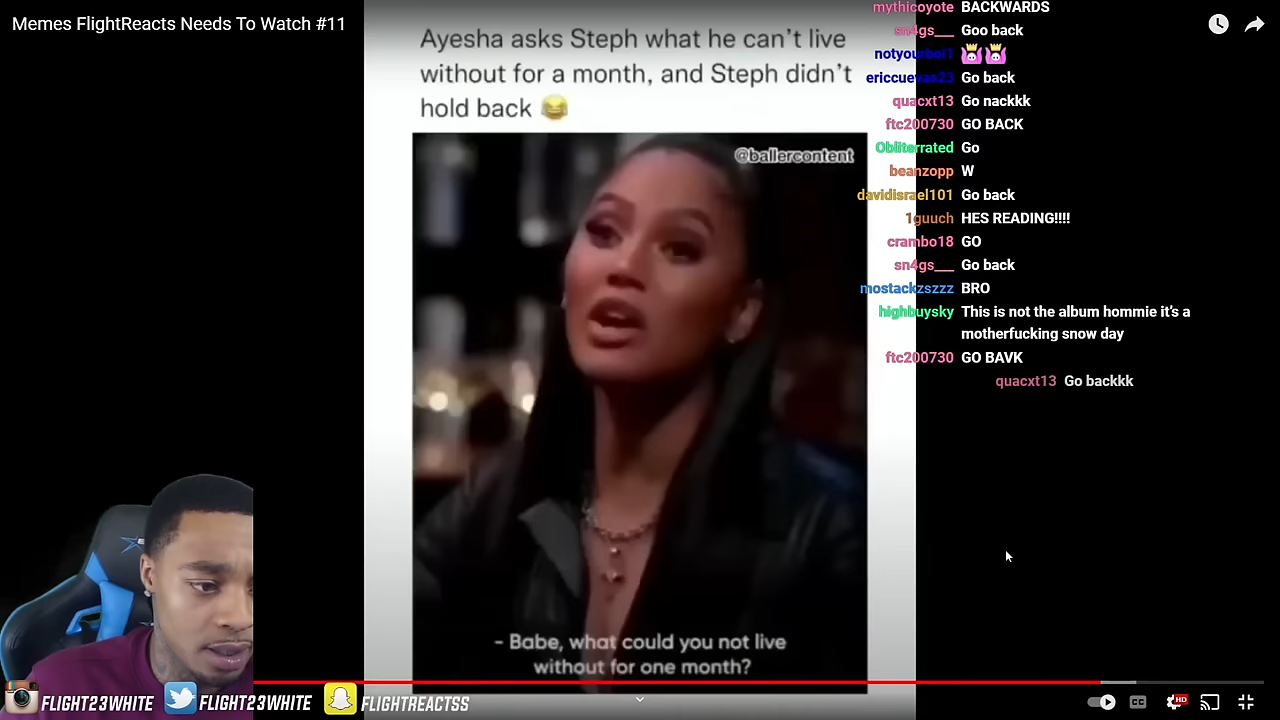 Memes FlightReacts Needs To Watch #11
Ayesha asks Steph what he can't live
without for a month, and Steph didn't
hold back 😂
@ballercontent
- Babe, what could you not live
without for one month?
mythicoyote BACKWARDS
sn4gs___ Goo back
notyourboi1
ericcuevas23 Go back
quacxt13 Go nackkk
ftc200730 GO BACK
Obliterrated Go
beanzopp W
davidisrael101 Go back
1guuch HES READING!!!!
crambo18 GO
sn4gs___ Go back
mostackzszzz BRO
highbuysky This is not the album hommie it's a
motherfucking snow day
ftc200730 GO BAVK
quacxt13 Go backkk
FLIGHT23WHITE FLIGHT23WHITE FLIGHTREACTSS
CC HD